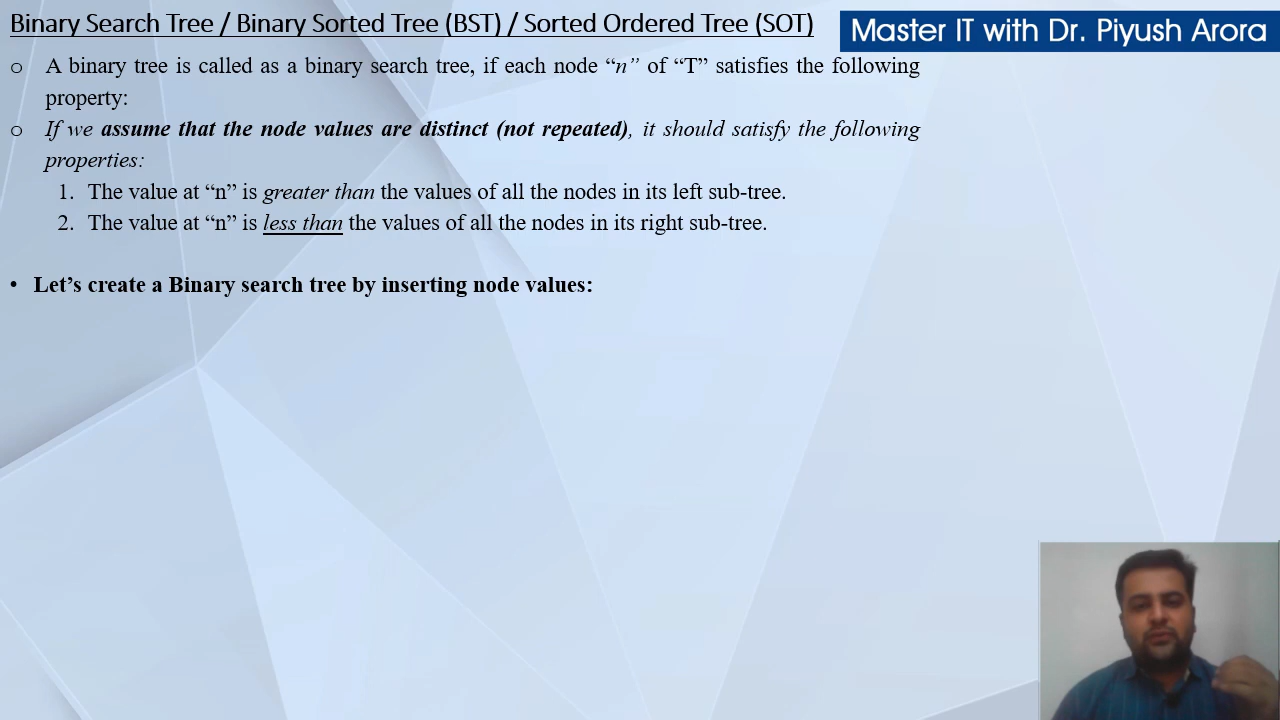 Binary Search Tree / Binary Sorted Tree (BST) / Sorted Ordered Tree (SOT)
Master IT with Dr. Piyush Arora
o A binary tree is called as a binary search tree, if each node “n” of “T” satisfies the following
property:
o If we assume that the node values are distinct (not repeated), it should satisfy the following
properties:
1. The value at “n” is greater than the values of all the nodes in its left sub-tree.
2. The value at “n” is less than the values of all the nodes in its right sub-tree.
• Let’s create a Binary search tree by inserting node values: